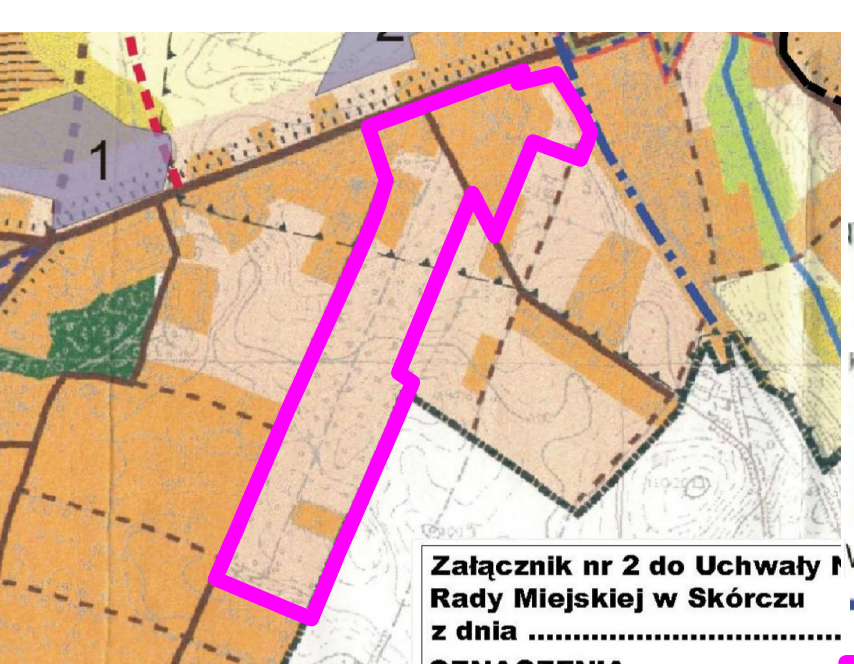 1
Załącznik nr 2 do Uchwały
Rady Miejskiej w Skórczu
z dnia ..................................